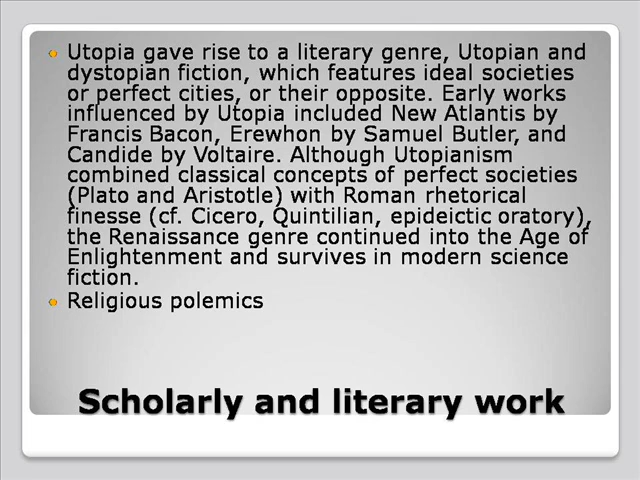 Utopia gave rise to a literary genre, Utopian and
dystopian fiction, which features ideal societies
or perfect cities, or their opposite. Early works
influenced by Utopia included New Atlantis by
Francis Bacon, Erewhon by Samuel Butler, and
Candide by Voltaire. Although Utopianism
combined classical concepts of perfect societies
(Plato and Aristotle) with Roman rhetorical
finesse (cf. Cicero, Quintilian, epideictic oratory),
the Renaissance genre continued into the Age of
Enlightenment and survives in modern science
fiction.
Religious polemics
Scholarly and literary work